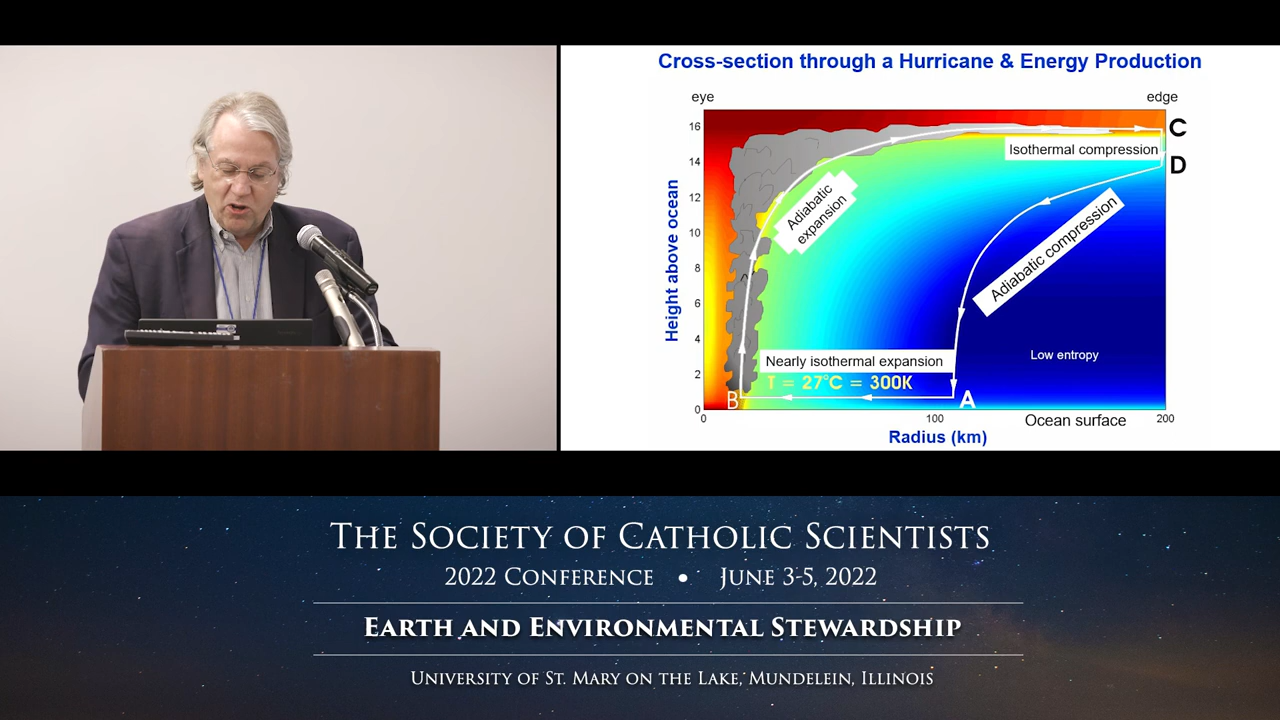 Cross-section through a Hurricane & Energy Production
eye
edge
16
14
12
10
8
6
4
2
0
Height above ocean
C
Isothermal compression
D
Adiabatic
expansion
Adiabatic compression
Low entropy
Nearly isothermal expansion
T = 27°C = 300K
B
A
0
100
Ocean surface
200
Radius (km)
The Society of Catholic Scientists
2022 Conference • June 3-5, 2022
Earth and Environmental Stewardship
University of St. Mary on the Lake, Mundelein, Illinois